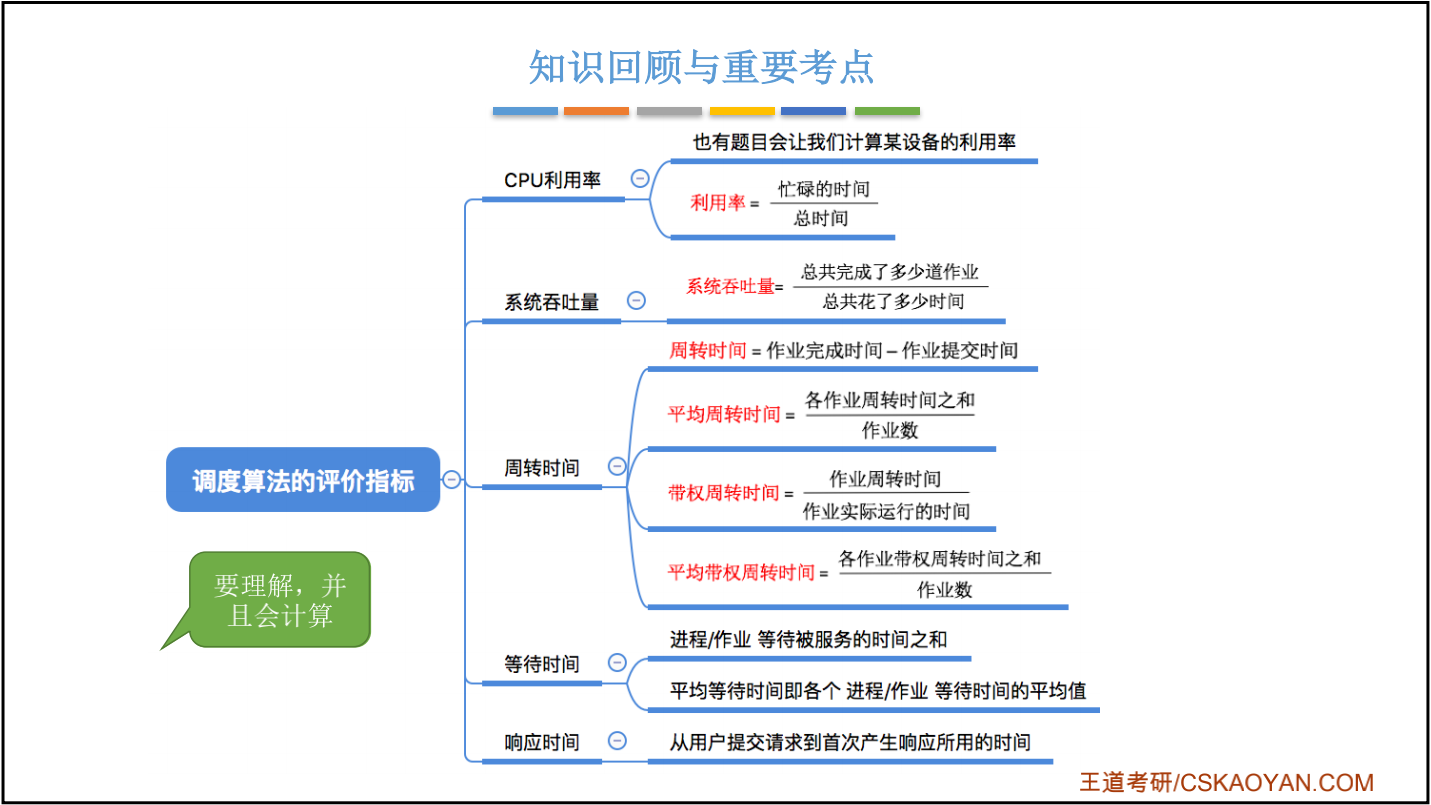 知识回顾与重要考点
也有题目会让我们计算某设备的利用率
CPU利用率
利用率 = 忙碌的时间
总时间
系统吞吐量
系统吞吐量= 总共完成了多少道作业
总共花了多少时间
周转时间 = 作业完成时间 – 作业提交时间
平均周转时间 = 各作业周转时间之和
作业数
周转时间
带权周转时间 = 作业周转时间
作业实际运行的时间
平均带权周转时间 = 各作业带权周转时间之和
作业数
调度算法的评价指标
要理解，并
且会计算
等待时间
进程/作业 等待被服务的时间之和
平均等待时间即各个 进程/作业 等待时间的平均值
响应时间
从用户提交请求到首次产生响应所用的时间
王道考研/CSKAOYAN.COM